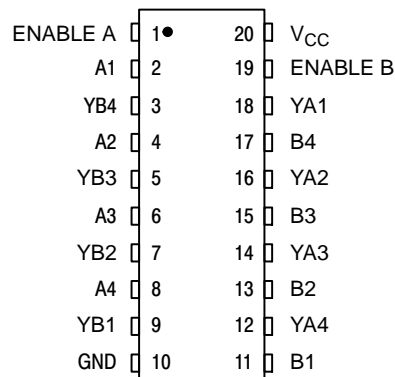 ENABLE A 1 20 VCC
A1 2 19 ENABLE B
YB4 3 18 YA1
A2 4 17 B4
YB3 5 16 YA2
A3 6 15 B3
YB2 7 14 YA3
A4 8 13 B2
YB1 9 12 YA4
GND 10 11 B1